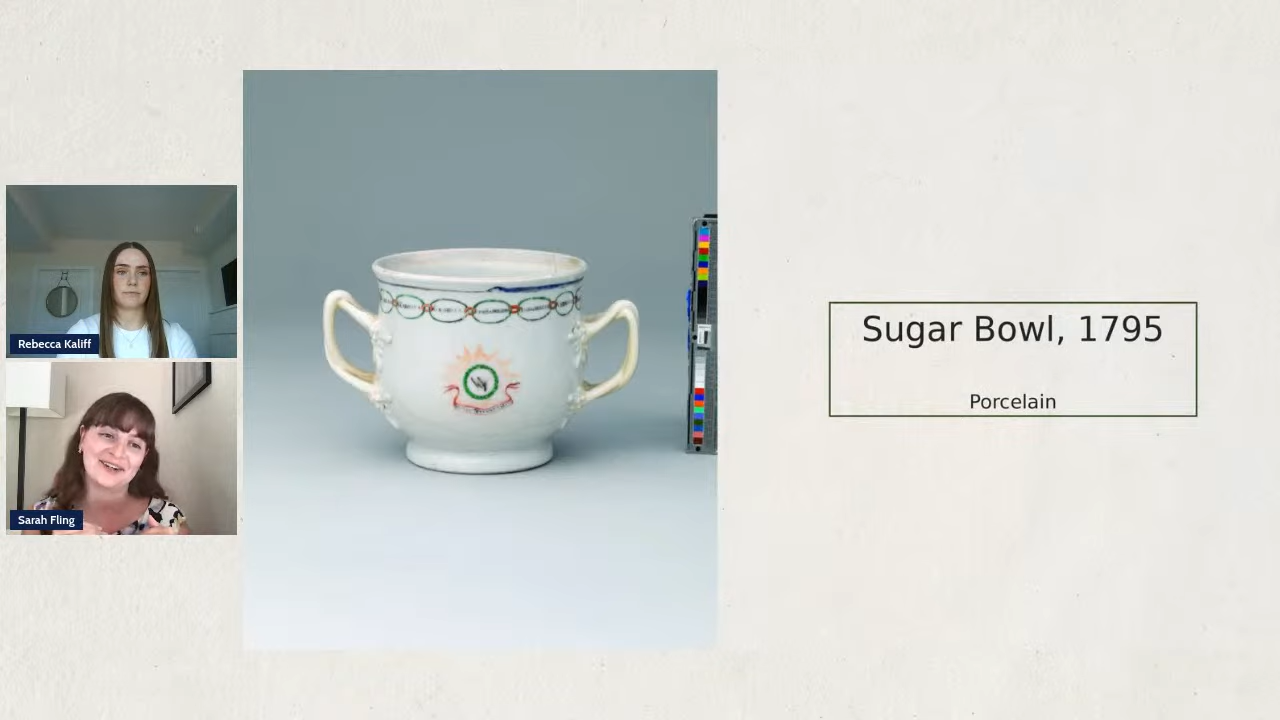 Rebecca Kaliff
Sarah Fling
Sugar Bowl, 1795
Porcelain